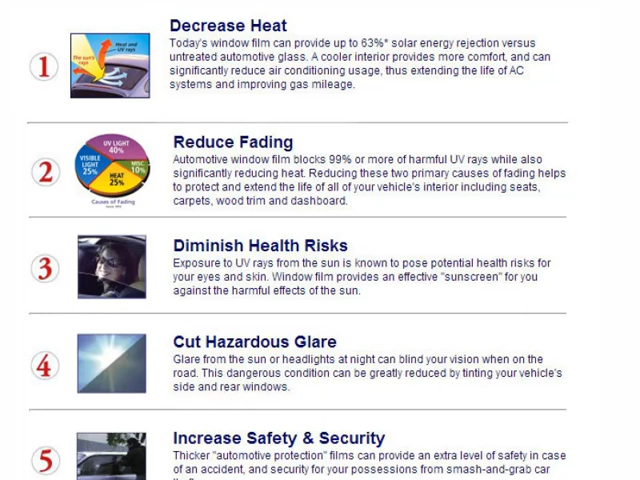 Decrease Heat
1
Heat and
UV rays
The sun's
rays
Today's window film can provide up to 63%* solar energy rejection versus
untreated automotive glass. A cooler interior provides more comfort, and can
significantly reduce air conditioning usage, thus extending the life of AC
systems and improving gas mileage.
Reduce Fading
2
UV LIGHT
40%
VISIBLE
LIGHT
25%
MISC.
10%
HEAT
25%
Causes of Fading
Automotive window film blocks 99% or more of harmful UV rays while also
significantly reducing heat. Reducing these two primary causes of fading helps
to protect and extend the life of all of your vehicle's interior including seats,
carpets, wood trim and dashboard.
Diminish Health Risks
3
Exposure to UV rays from the sun is known to pose potential health risks for
your eyes and skin. Window film provides an effective "sunscreen" for you
against the harmful effects of the sun.
Cut Hazardous Glare
4
Glare from the sun or headlights at night can blind your vision when on the
road. This dangerous condition can be greatly reduced by tinting your vehicle's
side and rear windows.
Increase Safety & Security
5
Thicker "automotive protection" films can provide an extra level of safety in case
of an accident, and security for your possessions from smash-and-grab car